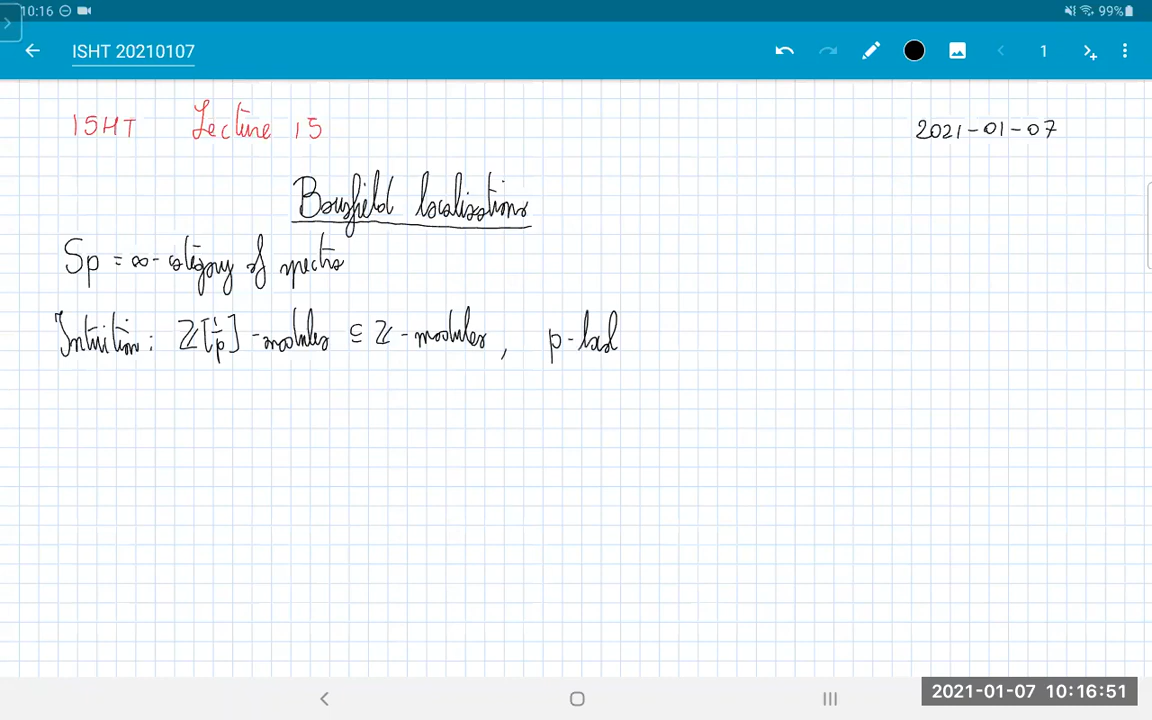 10:16
99%
ISHT 20210107
1
ISHT Lecture 15
2021-01-07
Bousfield localisations
Sp = ∞-category of spectra
Intuition: ℤ[1/p]-modules ⊆ ℤ-modules, p-local
2021-01-07 10:16:51